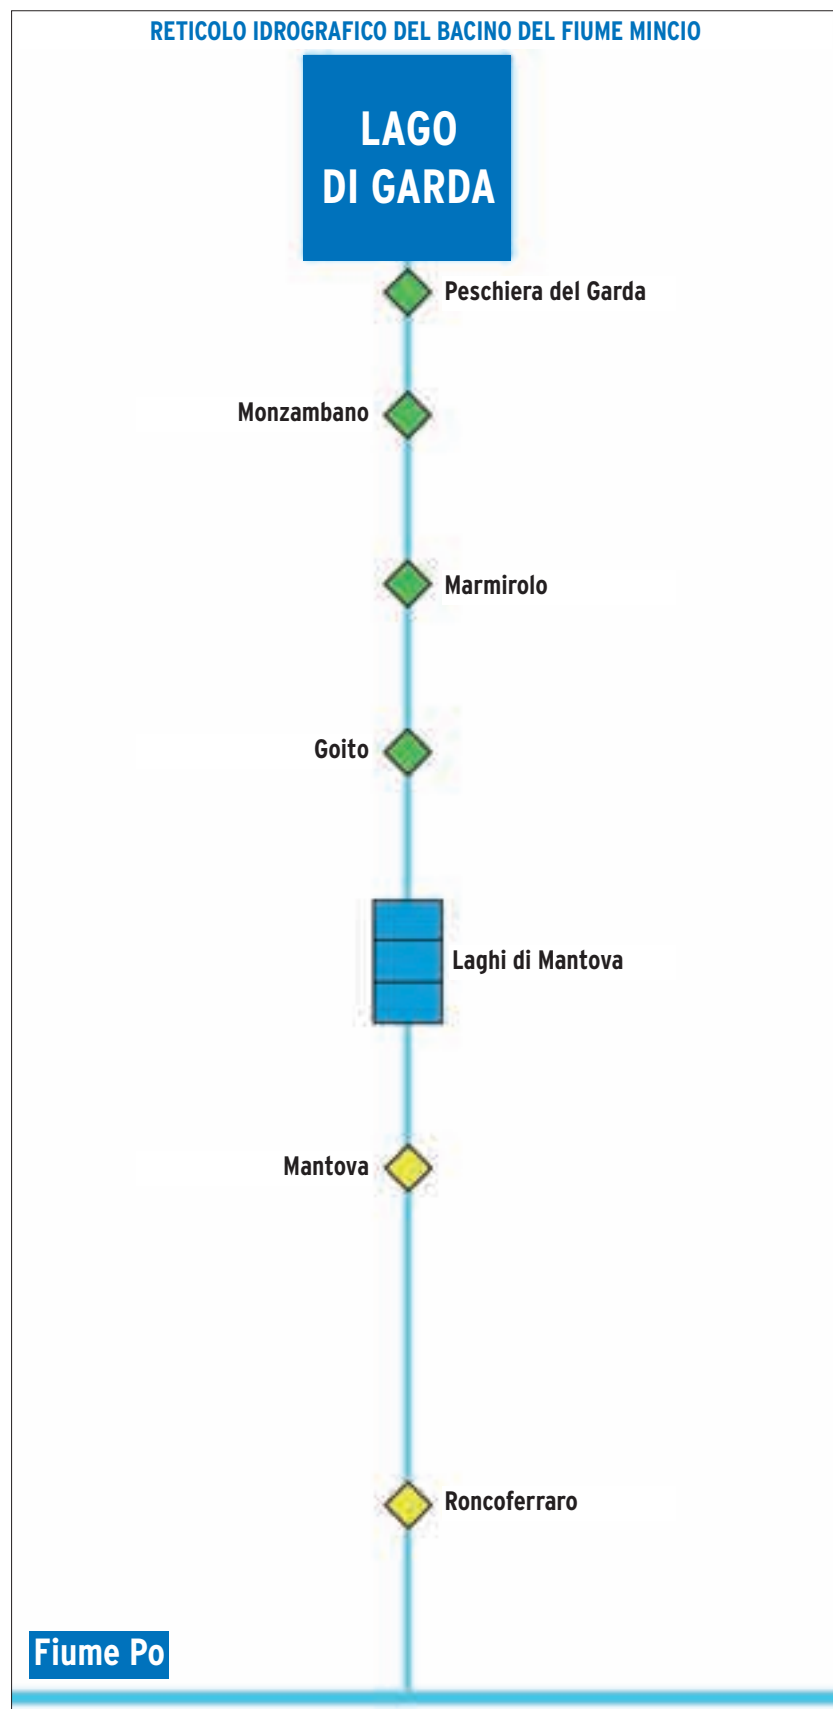 RETICOLO IDROGRAFICO DEL BACINO DEL FIUME MINCIO
LAGO
DI GARDA
Peschiera del Garda
Monzambano
Marmirolo
Goito
Laghi di Mantova
Mantova
Roncoferraro
Fiume Po